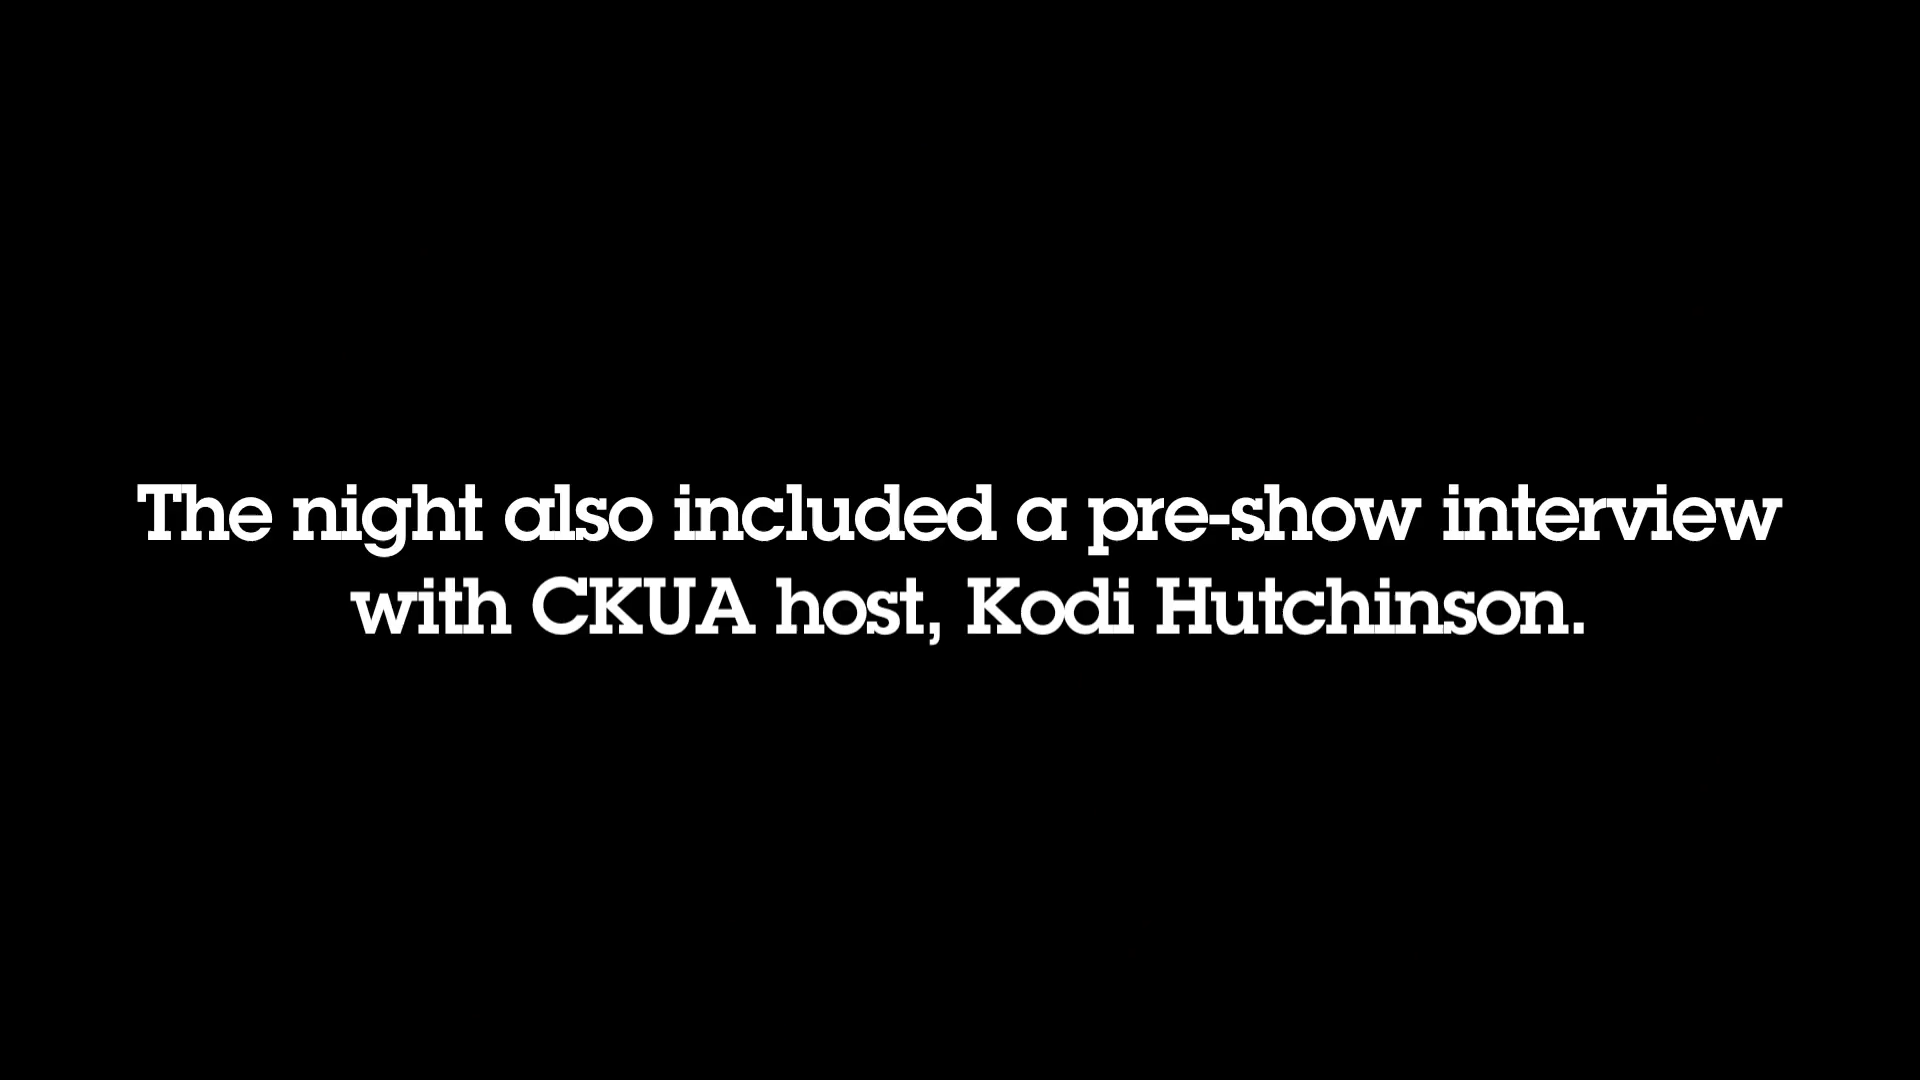 The night also included a pre-show interview
with CKUA host, Kodi Hutchinson.